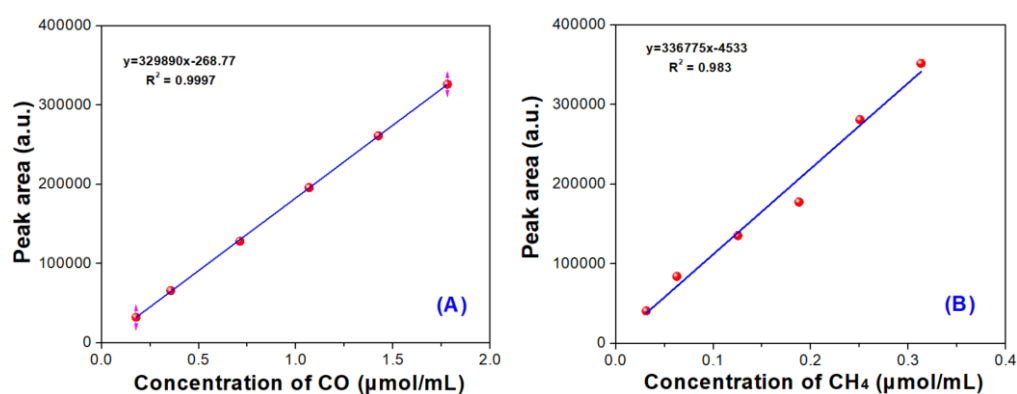 400000
300000
200000
100000
0
Peak area (a.u.)
y=329890x-268.77
R² = 0.9997
(A)
0.0 0.5 1.0 1.5 2.0
Concentration of CO (μmol/mL)
400000
300000
200000
100000
0
Peak area (a.u.)
y=336775x-4533
R² = 0.983
(B)
0.0 0.1 0.2 0.3 0.4
Concentration of CH₄ (μmol/mL)